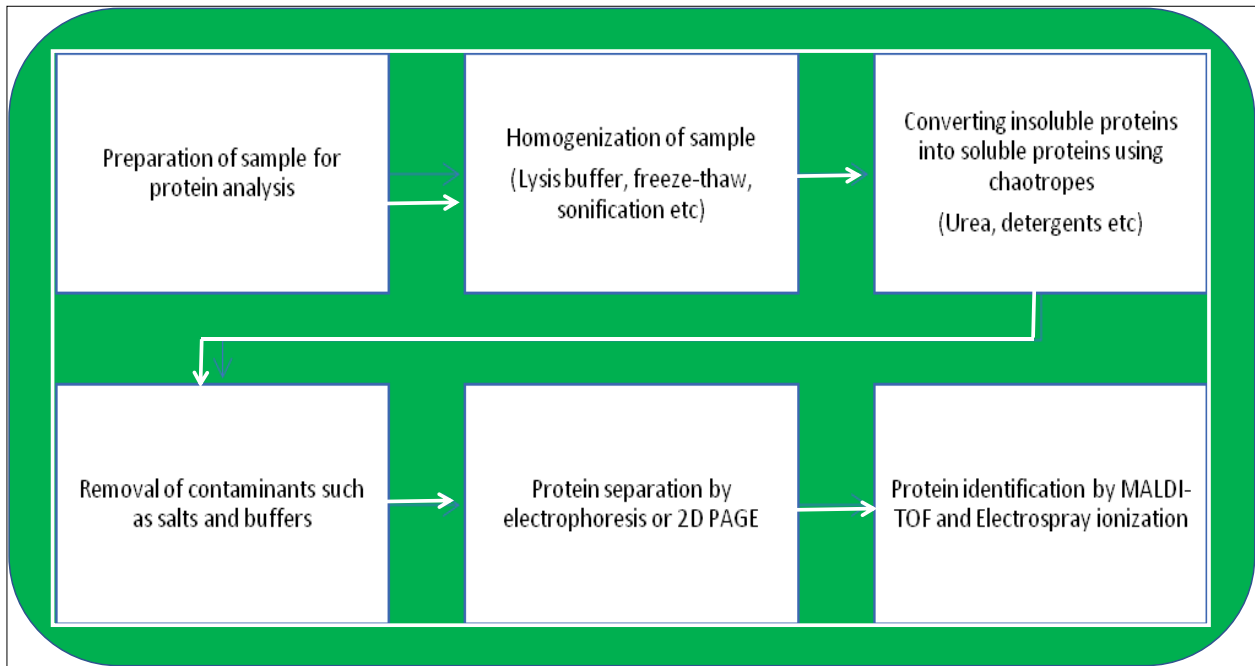 Preparation of sample for
protein analysis
Homogenization of sample
(Lysis buffer, freeze-thaw,
sonification etc)
Converting insoluble proteins
into soluble proteins using
chaotropes
(Urea, detergents etc)
Removal of contaminants such
as salts and buffers
Protein separation by
electrophoresis or 2D PAGE
Protein identification by MALDI-
TOF and Electrospray ionization